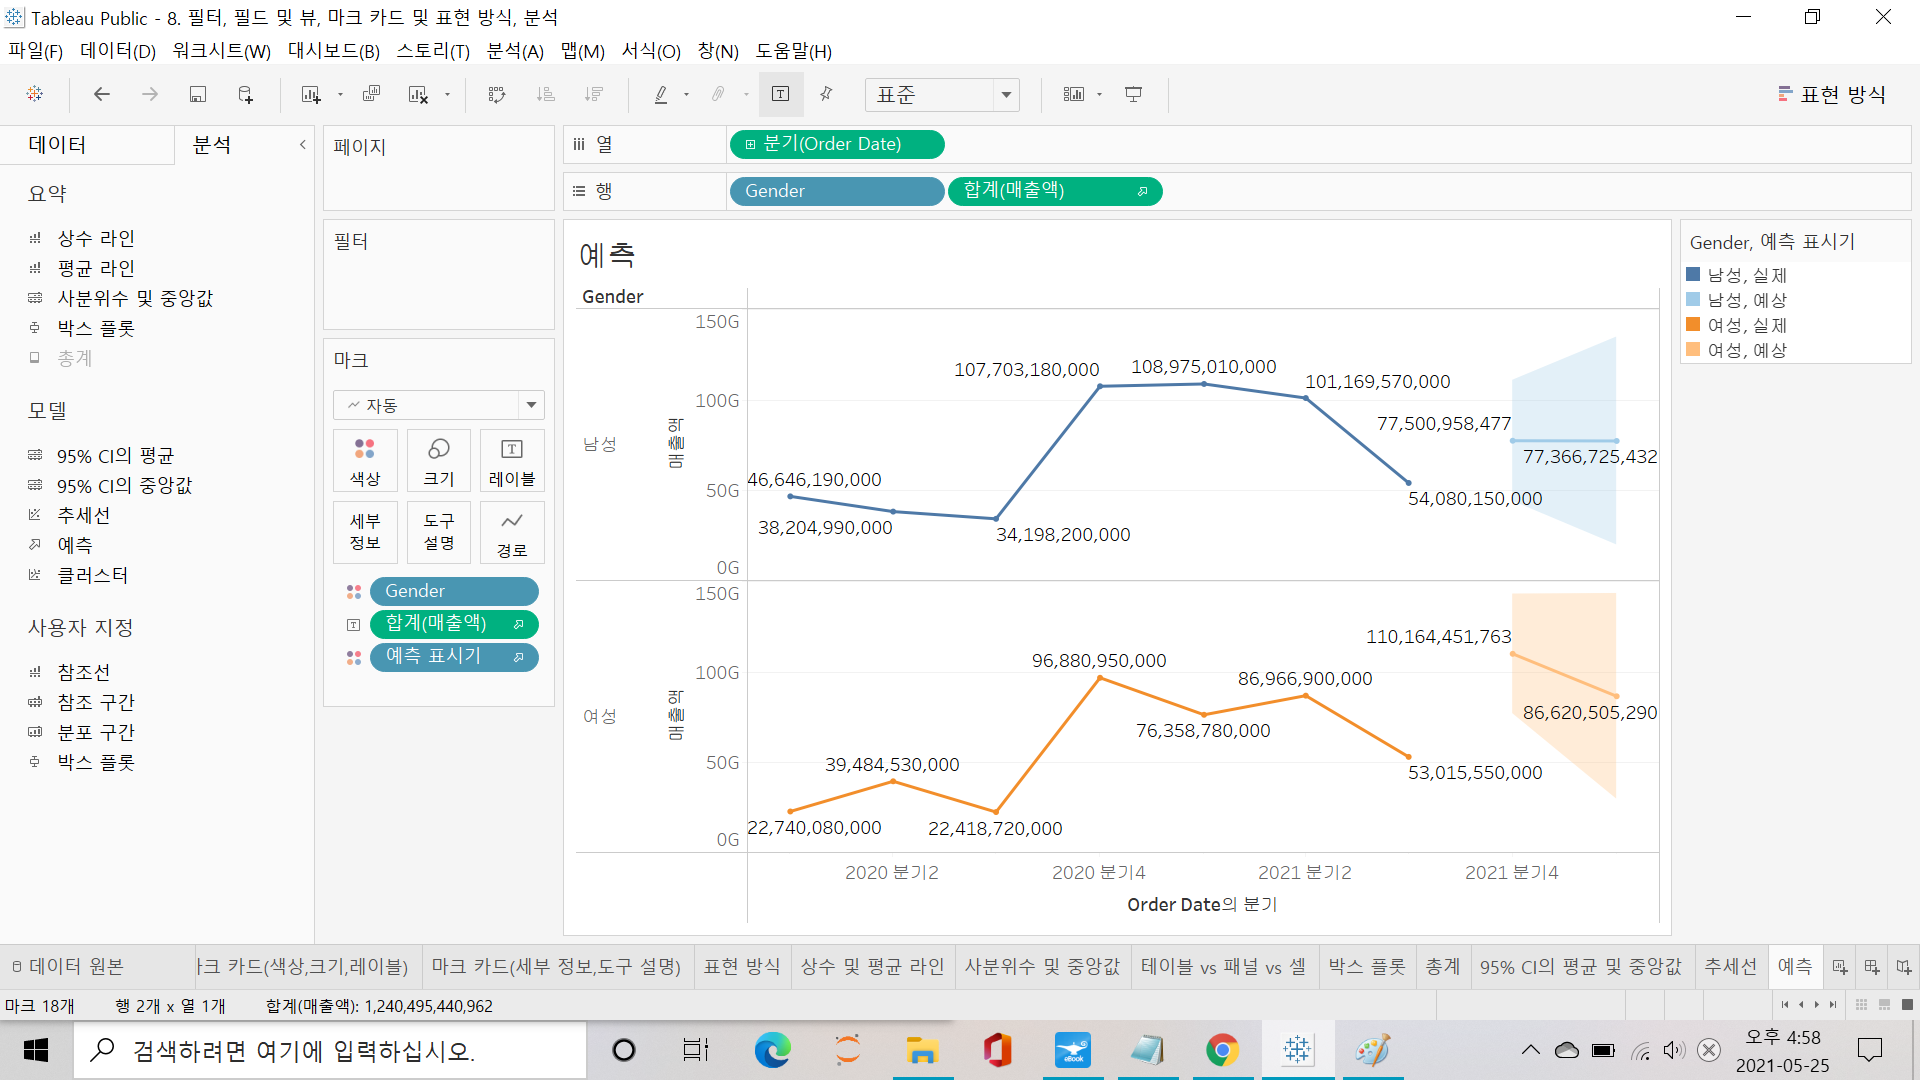 Tableau Public - 8. 필터, 필드 및 뷰, 마크 카드 및 표현 방식, 분석
파일(F) 데이터(D) 워크시트(W) 대시보드(B) 스토리(T) 분석(A) 맵(M) 서식(O) 창(N) 도움말(H)
표준
표현 방식
데이터
분석
요약
상수 라인
평균 라인
사분위수 및 중앙값
박스 플롯
총계
모델
95% CI의 평균
95% CI의 중앙값
추세선
예측
클러스터
사용자 지정
참조선
참조 구간
분포 구간
박스 플롯
페이지
필터
마크
자동
색상
크기
레이블
세부
정보
도구
설명
경로
Gender
합계(매출액)
예측 표시기
열
분기(Order Date)
행
Gender
합계(매출액)
예측
Gender
남성
매출액
150G
100G
50G
0G
46,646,190,000
38,204,990,000
34,198,200,000
107,703,180,000
108,975,010,000
101,169,570,000
54,080,150,000
77,500,958,477
77,366,725,432
여성
매출액
150G
100G
50G
0G
22,740,080,000
39,484,530,000
22,418,720,000
96,880,950,000
76,358,780,000
86,966,900,000
53,015,550,000
110,164,451,763
86,620,505,290
2020 분기2
2020 분기4
2021 분기2
2021 분기4
Order Date의 분기
Gender, 예측 표시기
남성, 실제
남성, 예상
여성, 실제
여성, 예상
데이터 원본
카드(색상,크기,레이블)
마크 카드(세부 정보,도구 설명)
표현 방식
상수 및 평균 라인
사분위수 및 중앙값
테이블 vs 패널 vs 셀
박스 플롯
총계
95% CI의 평균 및 중앙값
추세선
예측
마크 18개
행 2개 x 열 1개
합계(매출액): 1,240,495,440,962
검색하려면 여기에 입력하십시오.
eBook
오후 4:58
2021-05-25